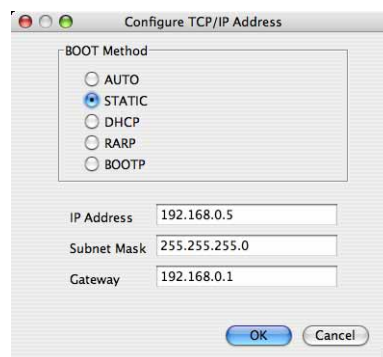 Configure TCP/IP Address
BOOT Method
AUTO
STATIC
DHCP
RARP
BOOTP
IP Address 192.168.0.5
Subnet Mask 255.255.255.0
Gateway 192.168.0.1
OK Cancel